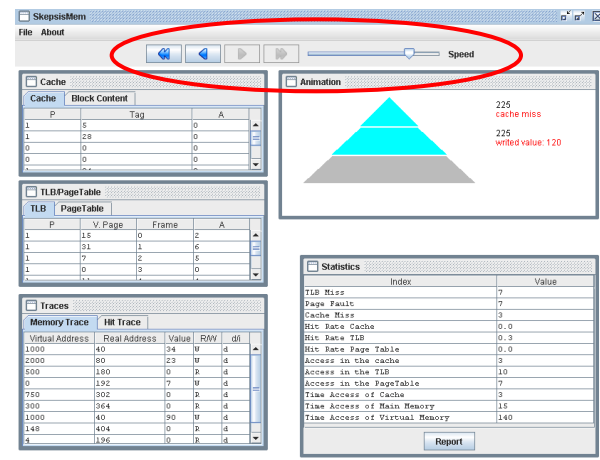 SkepsisMem
File About
Speed
Cache
Cache Block Content
P Tag A
1 5 0
1 28 0
0 0 0
0 0 0
TLB/PageTable
TLB PageTable
P V. Page Frame A
1 15 0 2
1 31 1 6
1 7 2 5
1 0 3 0
Traces
Memory Trace Hit Trace
Virtual Address Real Address Value R/W d/i
1000 40 34 W d
2000 80 23 W d
500 180 0 R d
0 192 7 W d
750 302 0 R d
300 364 0 R d
1000 40 90 W d
148 404 0 R d
4 196 0 R d
Animation
225
cache miss
225
writed value: 120
Statistics
Index Value
TLB Miss 7
Page Fault 7
Cache Miss 3
Hit Rate Cache 0.0
Hit Rate TLB 0.3
Hit Rate Page Table 0.0
Access in the cache 3
Access in the TLB 10
Access in the PageTable 7
Time Access of Cache 3
Time Access of Main Memory 15
Time Access of Virtual Memory 140
Report